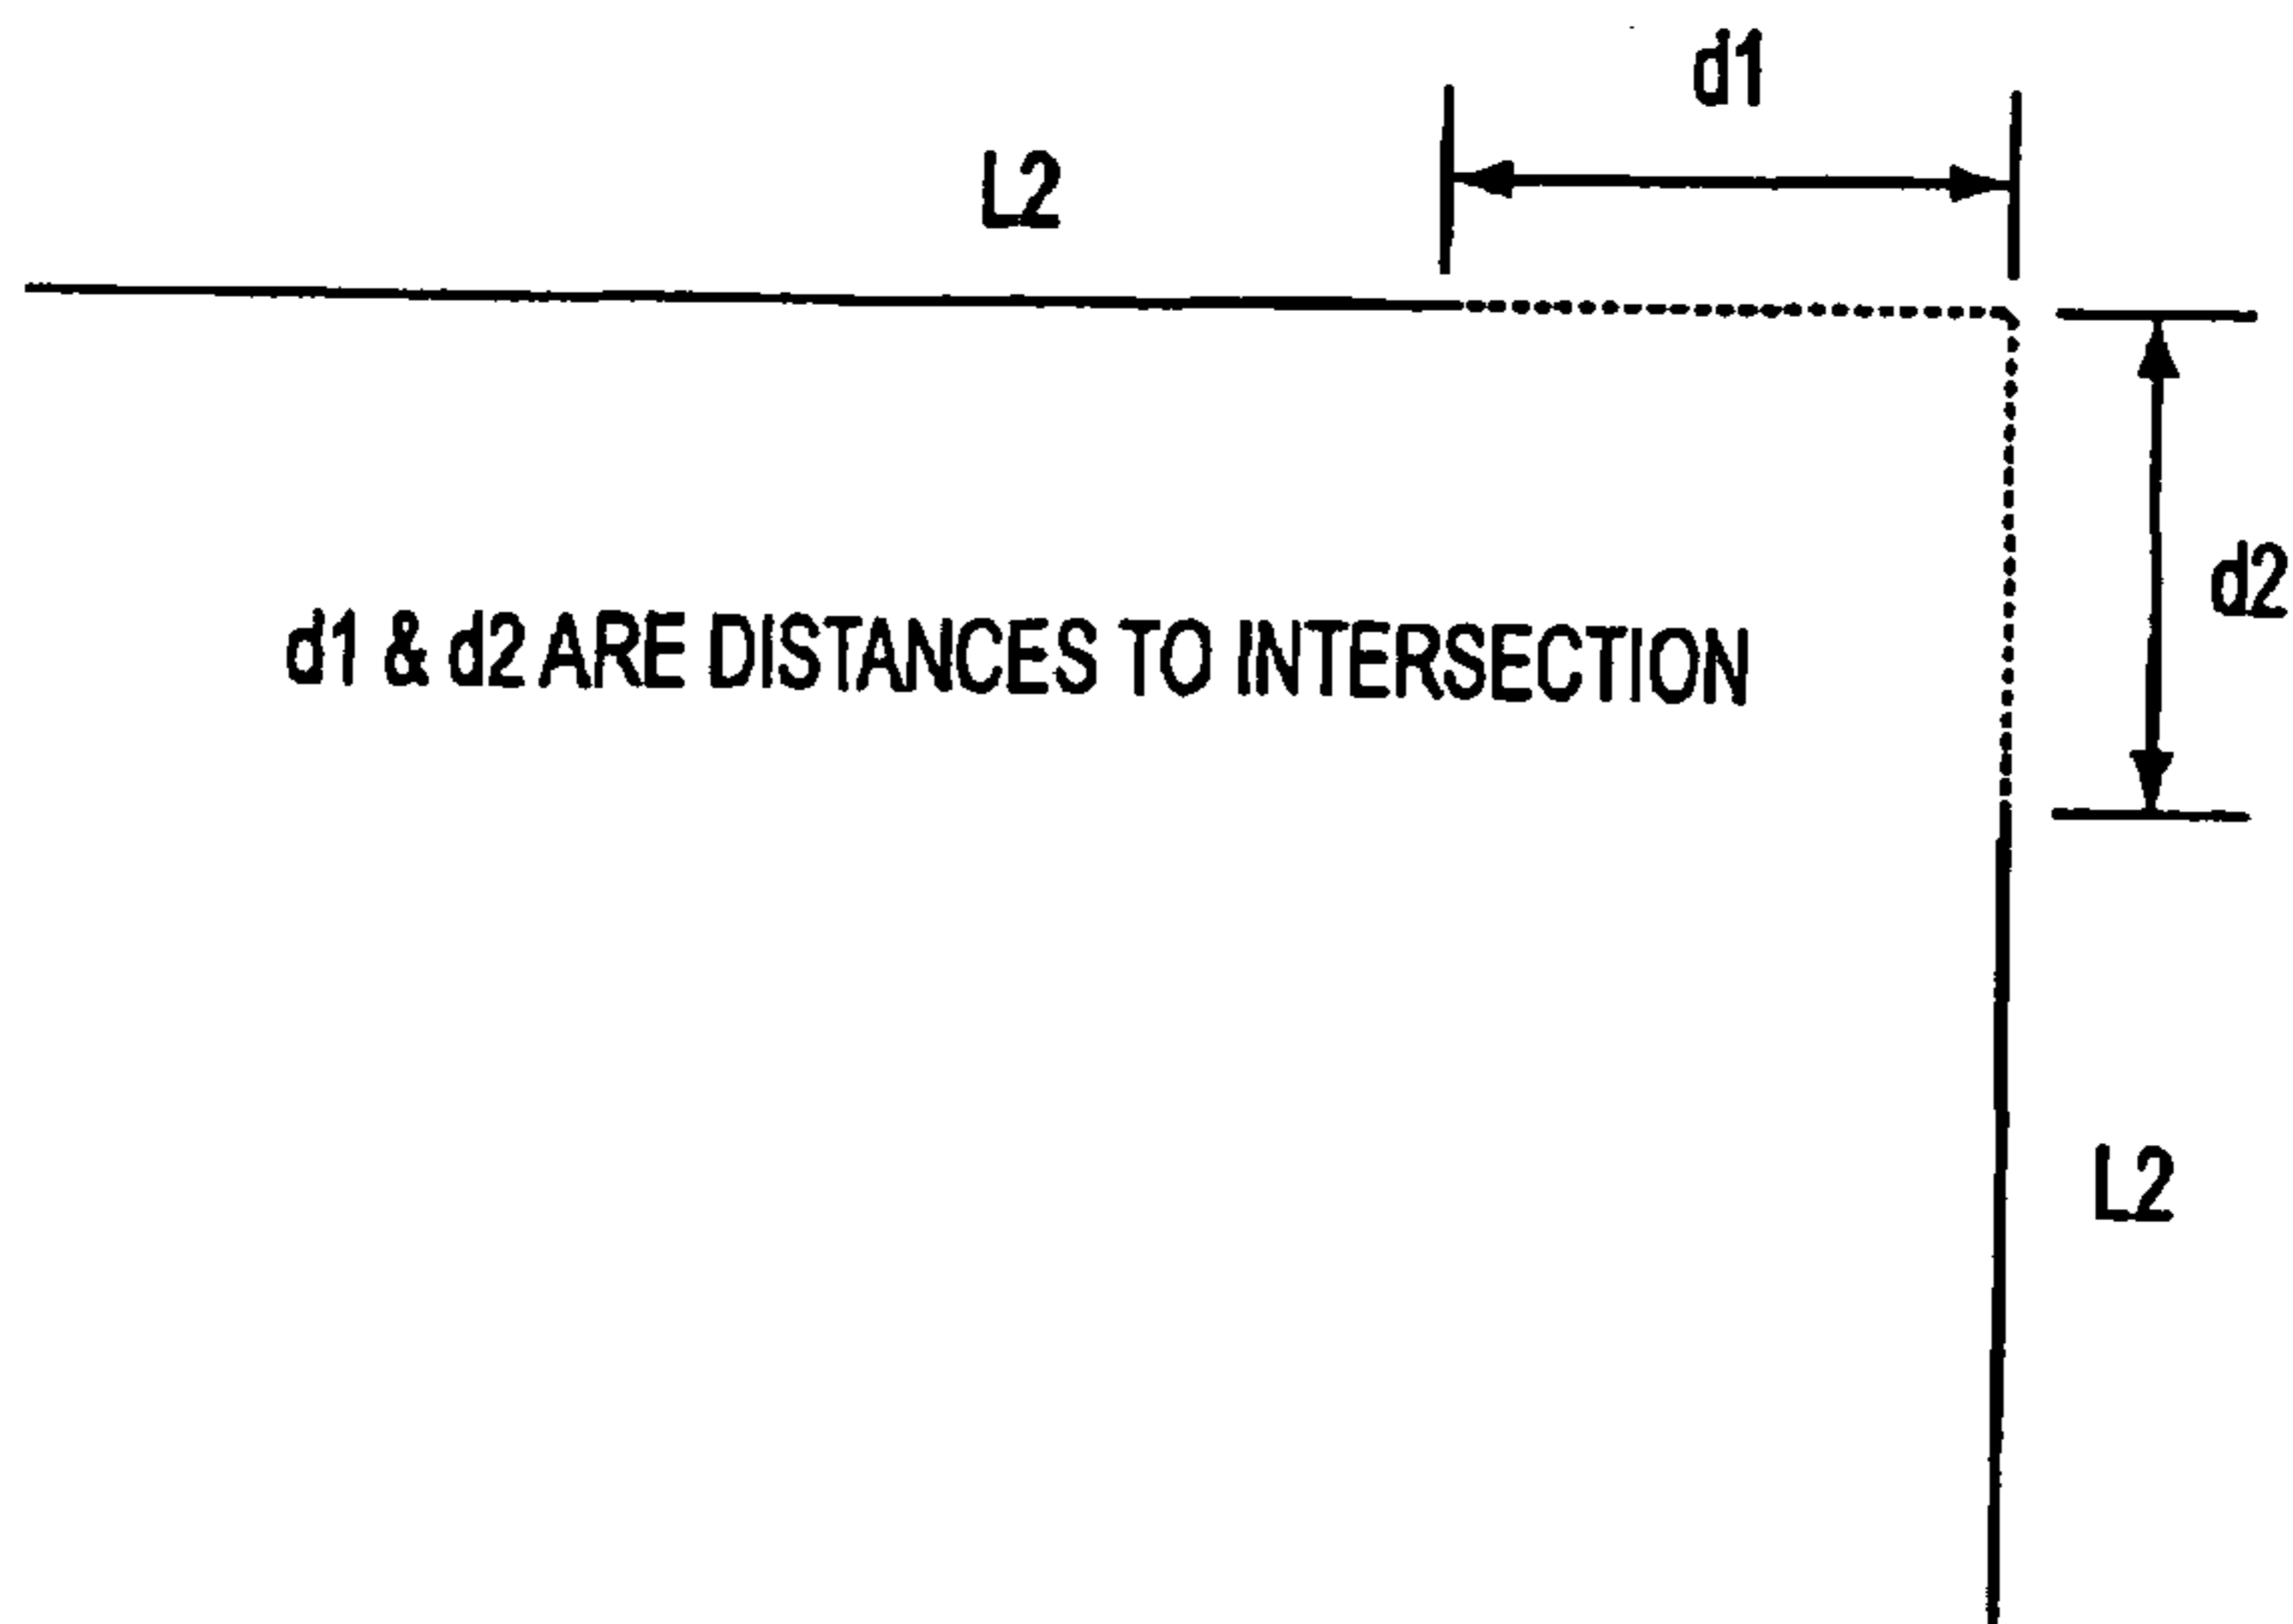 d1
L2
d2
d1 & d2 ARE DISTANCES TO INTERSECTION
L2